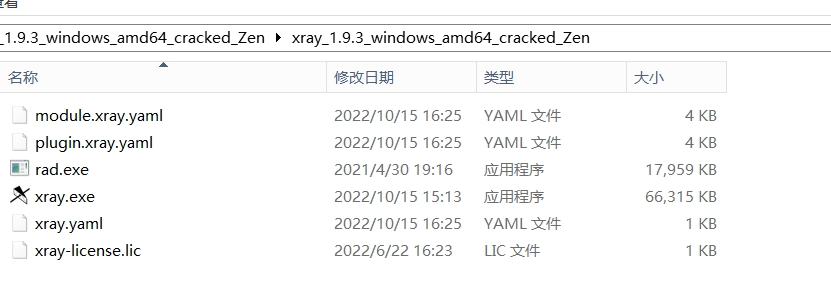 查看
_1.9.3_windows_amd64_cracked_Zen xray_1.9.3_windows_amd64_cracked_Zen
名称 修改日期 类型 大小
module.xray.yaml 2022/10/15 16:25 YAML 文件 4 KB
plugin.xray.yaml 2022/10/15 16:25 YAML 文件 4 KB
rad.exe 2021/4/30 19:16 应用程序 17,959 KB
xray.exe 2022/10/15 15:13 应用程序 66,315 KB
xray.yaml 2022/10/15 16:25 YAML 文件 1 KB
xray-license.lic 2022/6/22 16:23 LIC 文件 1 KB